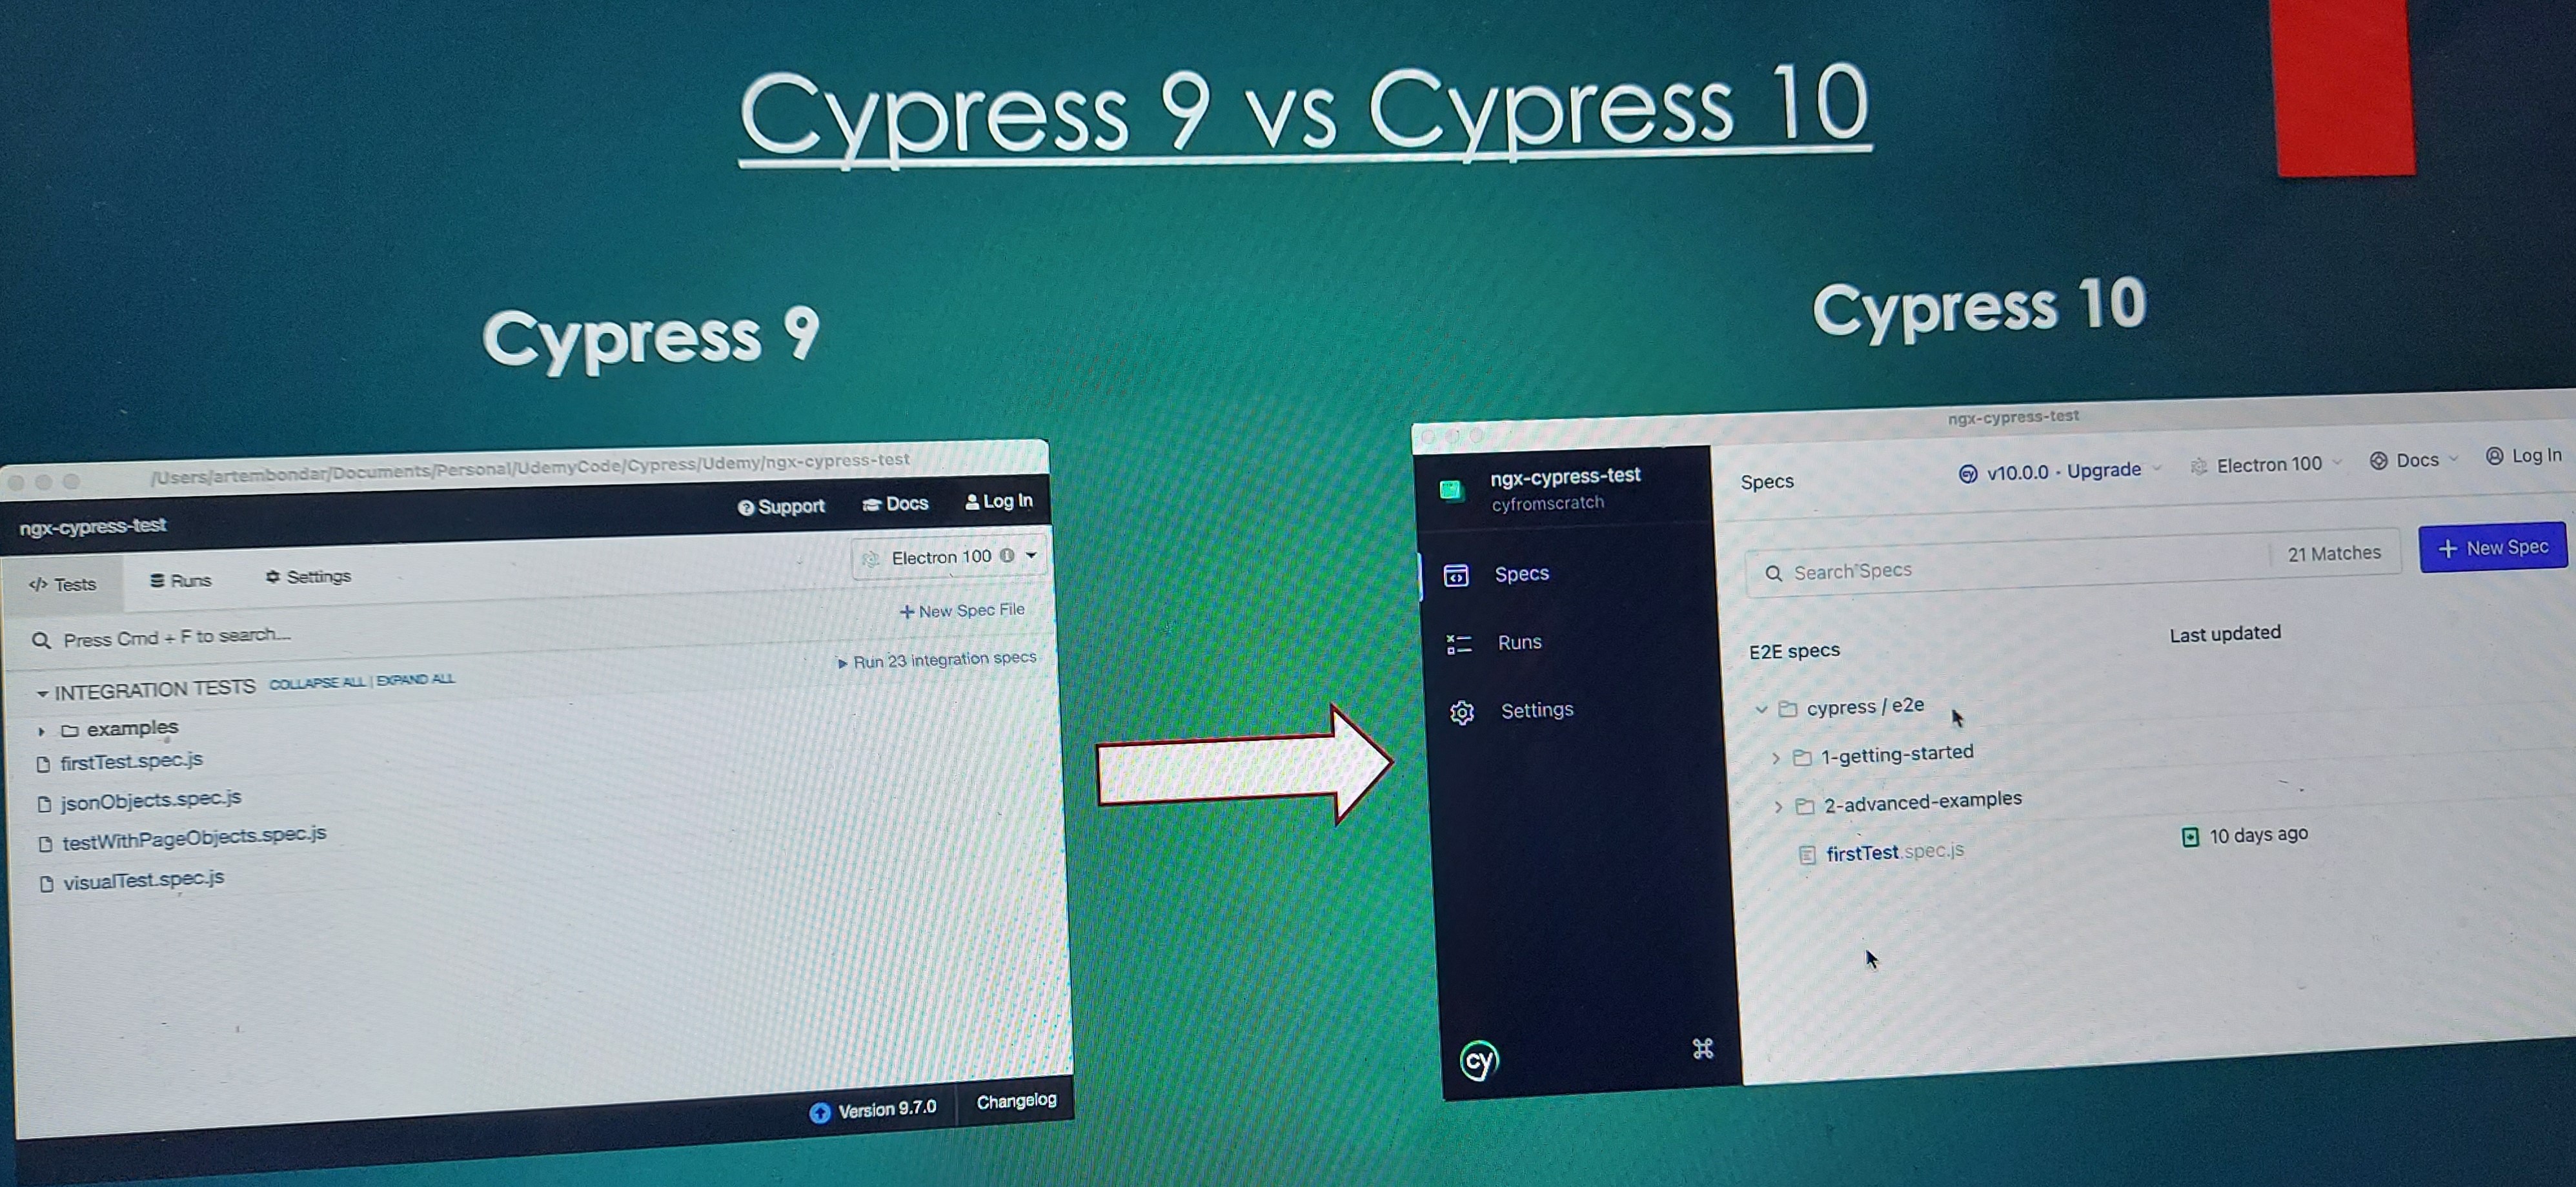 Cypress 9 vs Cypress 10
Cypress 9
/Users/artembondar/Documents/Personal/UdemyCode/Cypress/Udemy/ngx-cypress-test
ngx-cypress-test
Support
Docs
Log In
Tests
Runs
Settings
Electron 100
New Spec File
Press Cmd + F to search...
Run 23 integration specs
INTEGRATION TESTS
COLLAPSE ALL | EXPAND ALL
examples
firstTest.spec.js
jsonObjects.spec.js
testWithPageObjects.spec.js
visualTest.spec.js
Version 9.7.0
Changelog
Cypress 10
ngx-cypress-test
ngx-cypress-test
cyfromscratch
Specs
Runs
Settings
cy
Specs
v10.0.0 • Upgrade
Electron 100
Docs
Log In
Search Specs
21 Matches
+ New Spec
E2E specs
Last updated
cypress / e2e
1-getting-started
2-advanced-examples
firstTest.spec.js
10 days ago